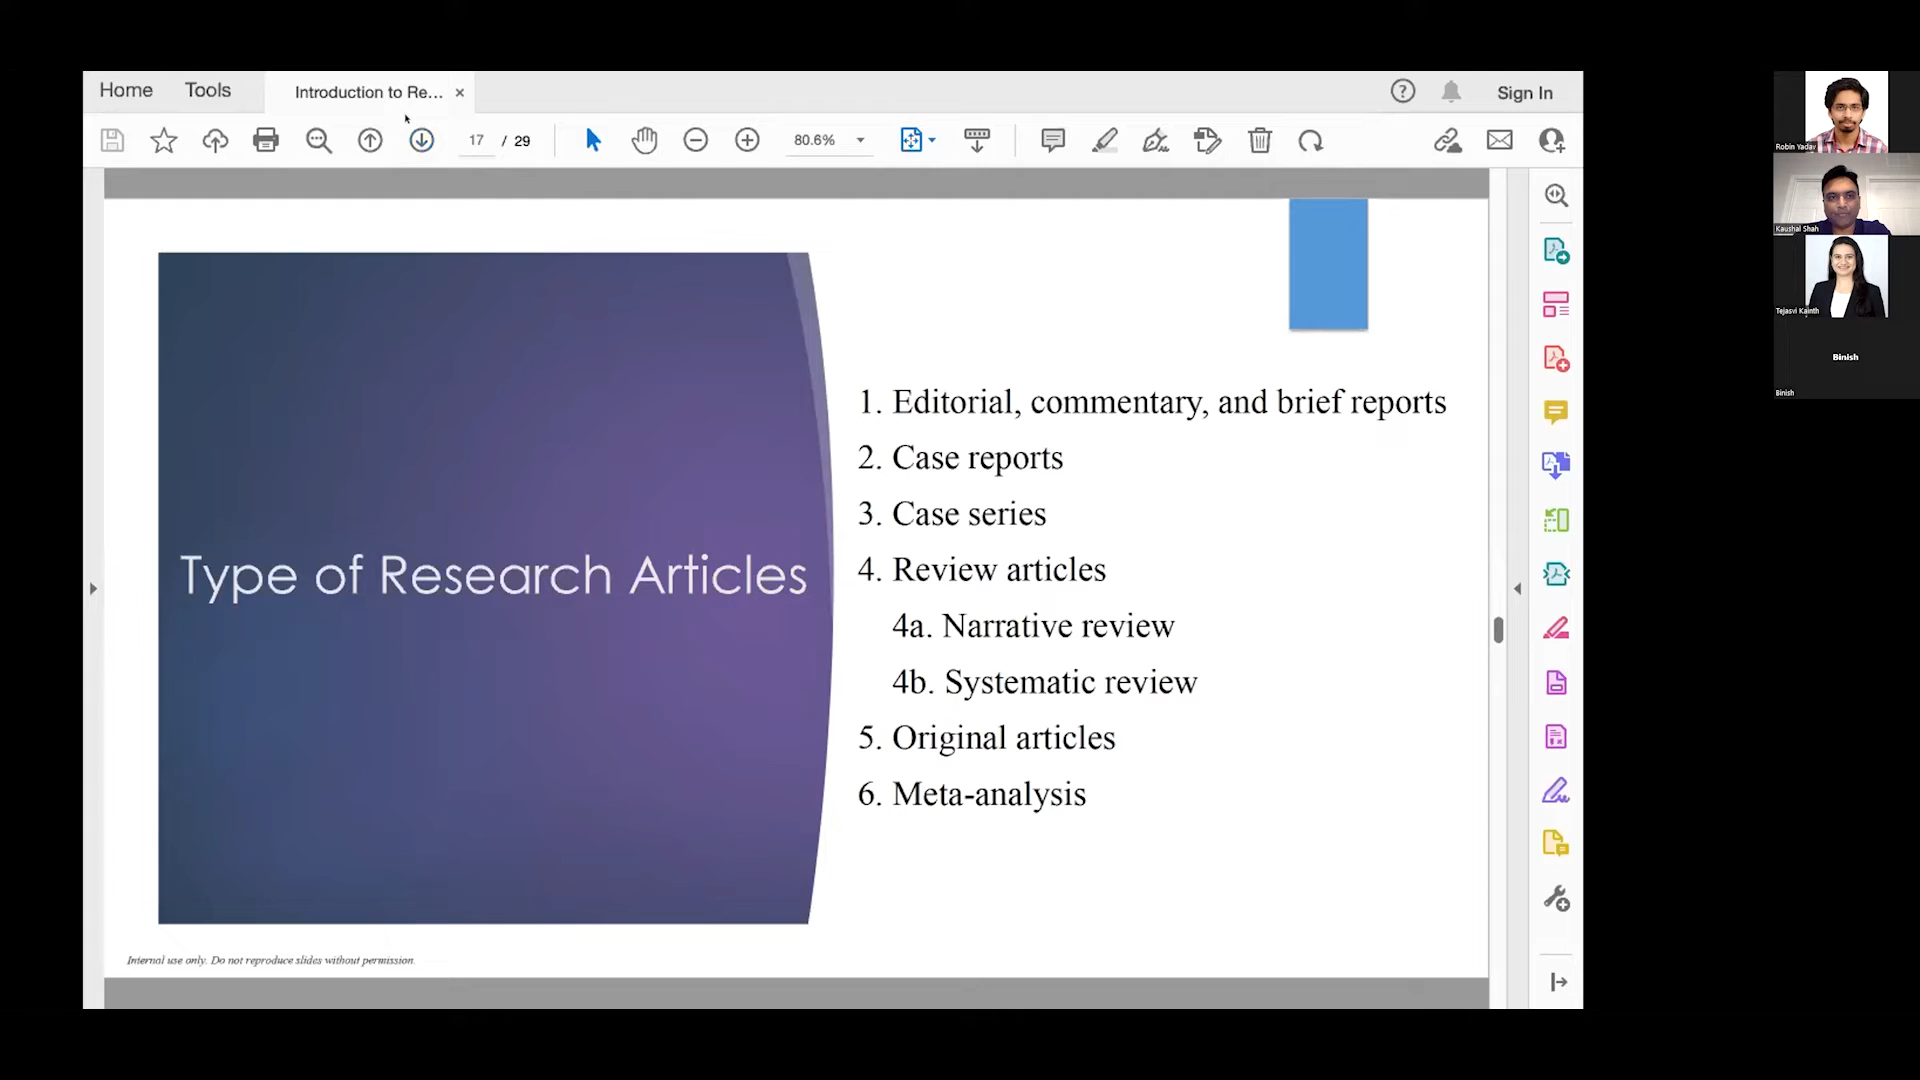 Home Tools Introduction to Re... × Sign In
17 / 29 80.6%
Type of Research Articles
1. Editorial, commentary, and brief reports
2. Case reports
3. Case series
4. Review articles
4a. Narrative review
4b. Systematic review
5. Original articles
6. Meta-analysis
Internal use only. Do not reproduce slides without permission.
Robin Yadav
Kaushal Shah
Tejasvi Kainth
Binish
Binish